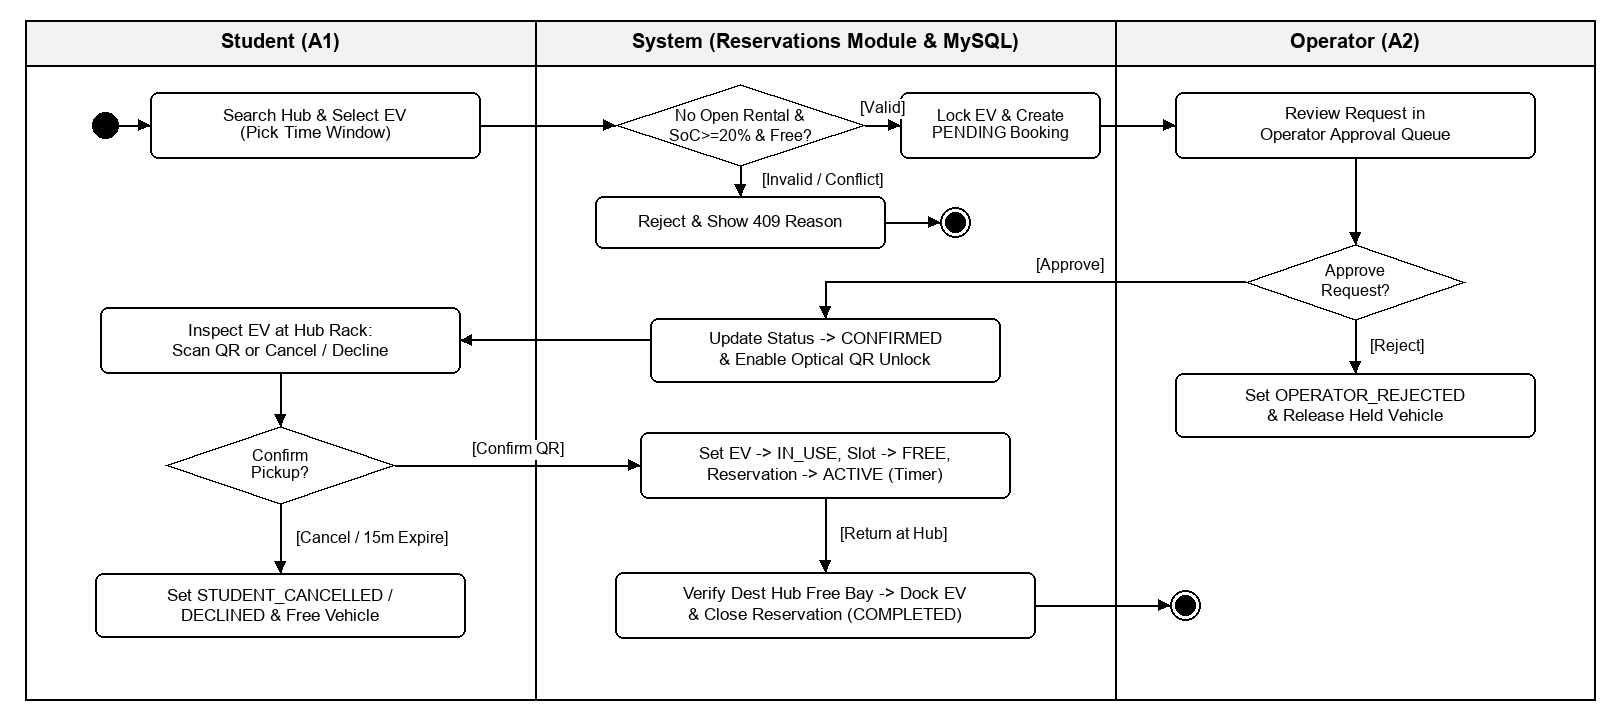 Student (A1)
System (Reservations Module & MySQL)
Operator (A2)
Search Hub & Select EV
(Pick Time Window)
No Open Rental &
SoC>=20% & Free?
[Valid]
Lock EV & Create
PENDING Booking
Review Request in
Operator Approval Queue
[Invalid / Conflict]
Reject & Show 409 Reason
[Approve]
Approve
Request?
[Reject]
Inspect EV at Hub Rack:
Scan QR or Cancel / Decline
Update Status -> CONFIRMED
& Enable Optical QR Unlock
Set OPERATOR_REJECTED
& Release Held Vehicle
Confirm
Pickup?
[Confirm QR]
Set EV -> IN_USE, Slot -> FREE,
Reservation -> ACTIVE (Timer)
[Cancel / 15m Expire]
[Return at Hub]
Set STUDENT_CANCELLED /
DECLINED & Free Vehicle
Verify Dest Hub Free Bay -> Dock EV
& Close Reservation (COMPLETED)